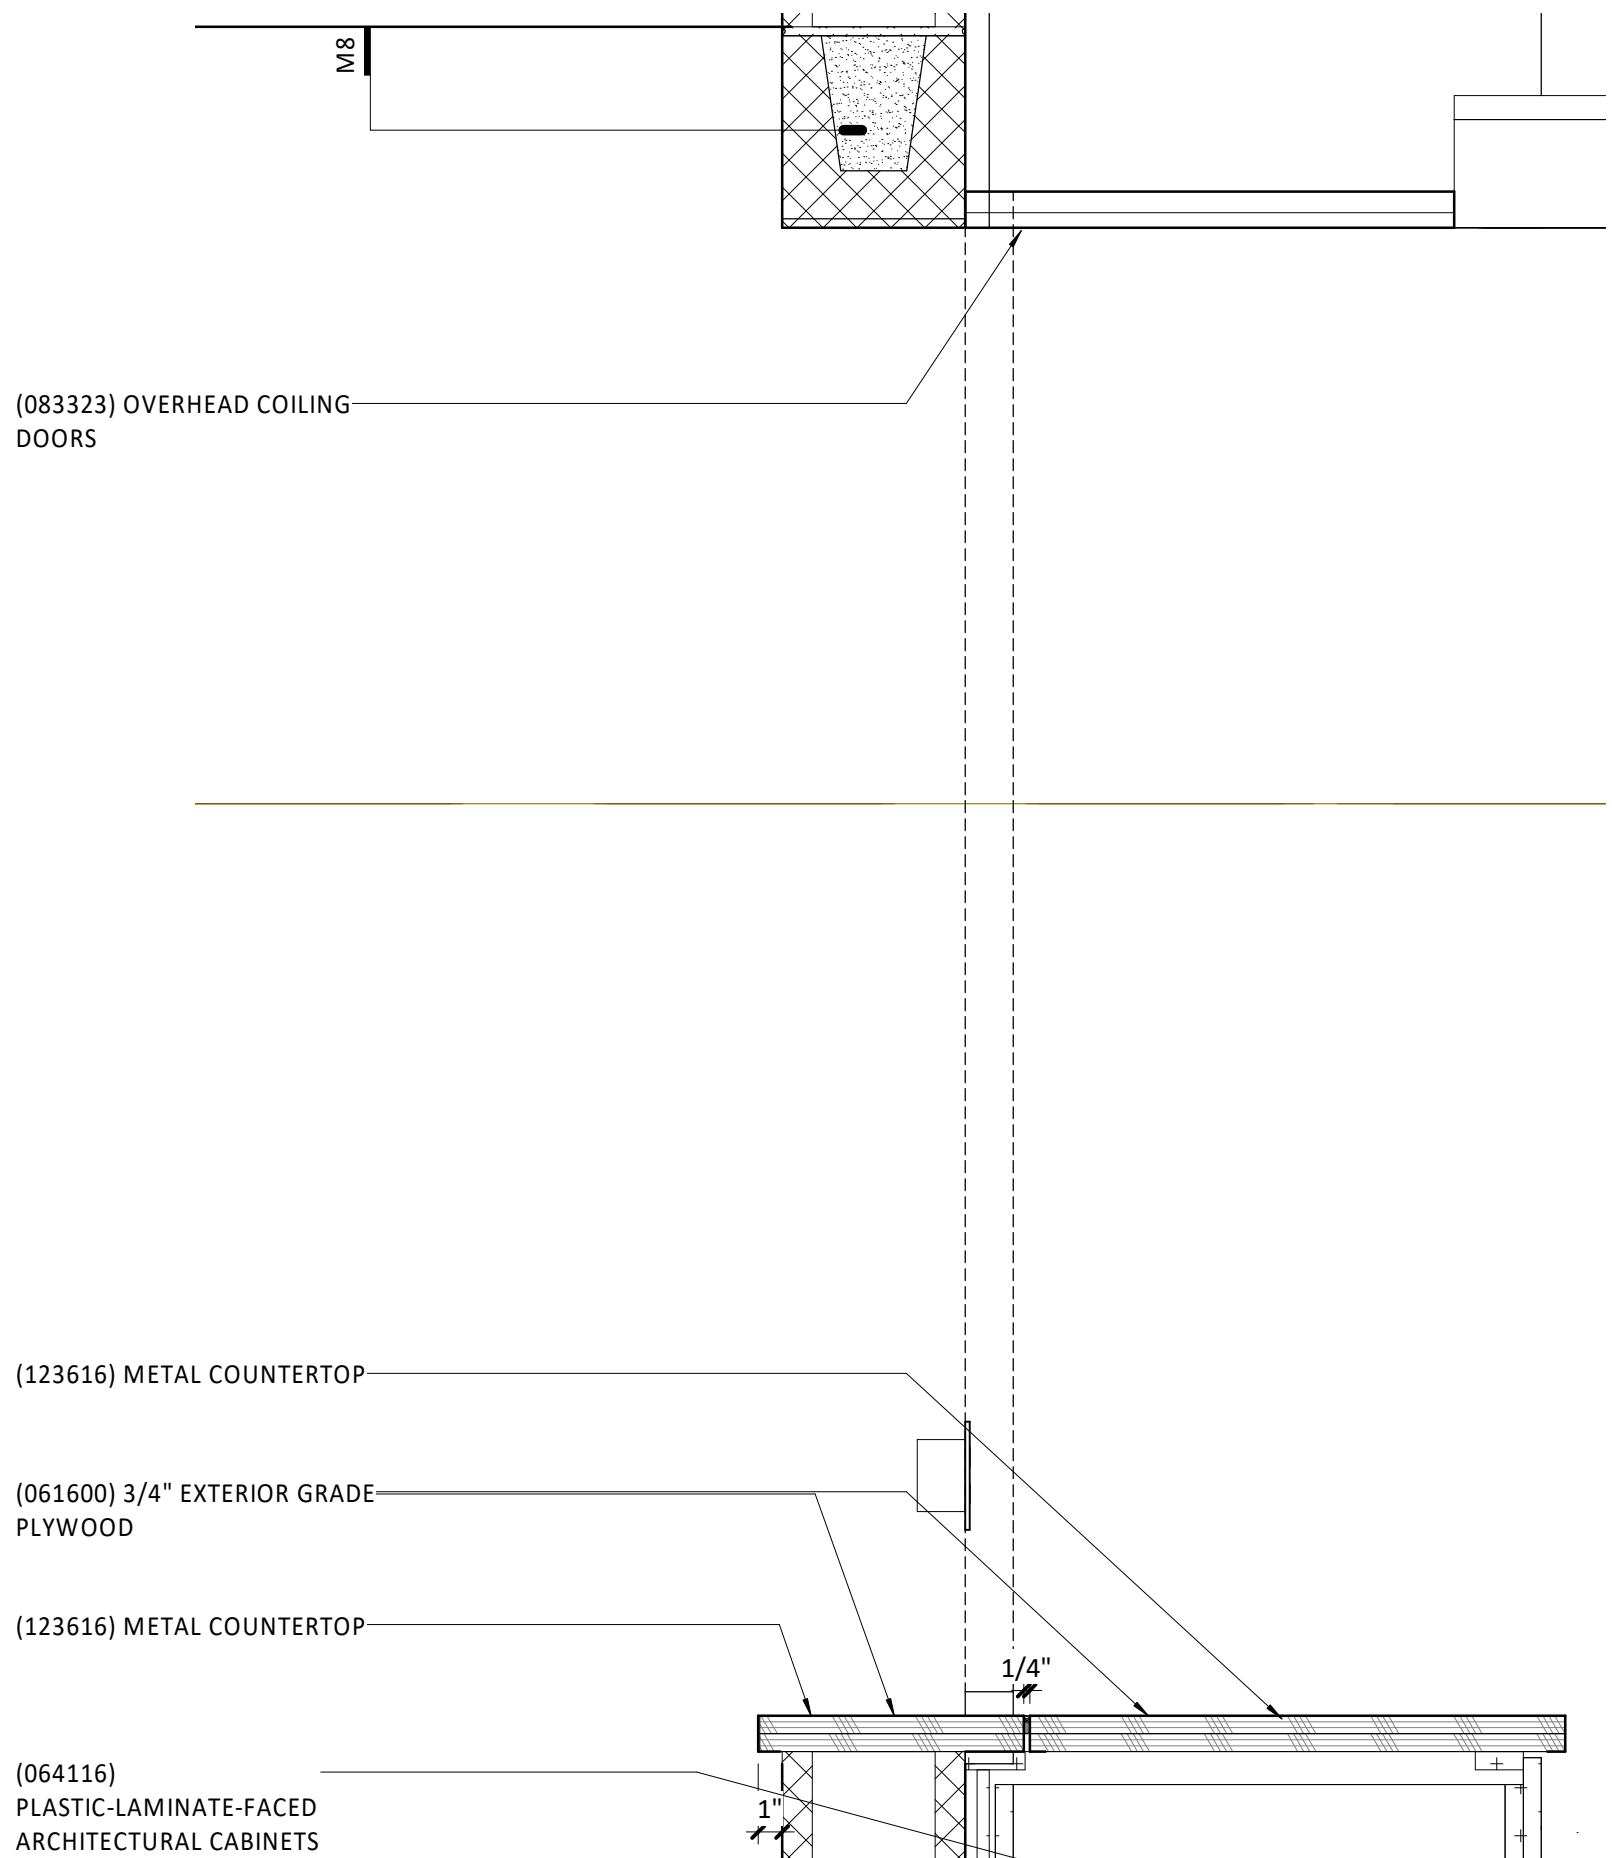 M8
(083323) OVERHEAD COILING
DOORS
(123616) METAL COUNTERTOP
(061600) 3/4" EXTERIOR GRADE
PLYWOOD
(123616) METAL COUNTERTOP
1/4"
(064116)
PLASTIC-LAMINATE-FACED
ARCHITECTURAL CABINETS
1"